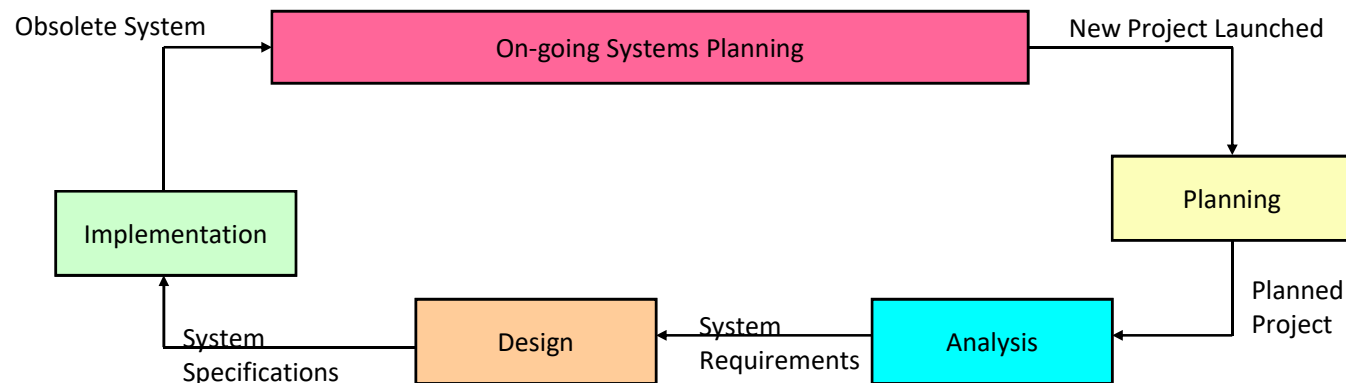 Obsolete System
On-going Systems Planning
New Project Launched
Planning
Implementation
Planned
Project
Design
System
Requirements
Analysis
System
Specifications